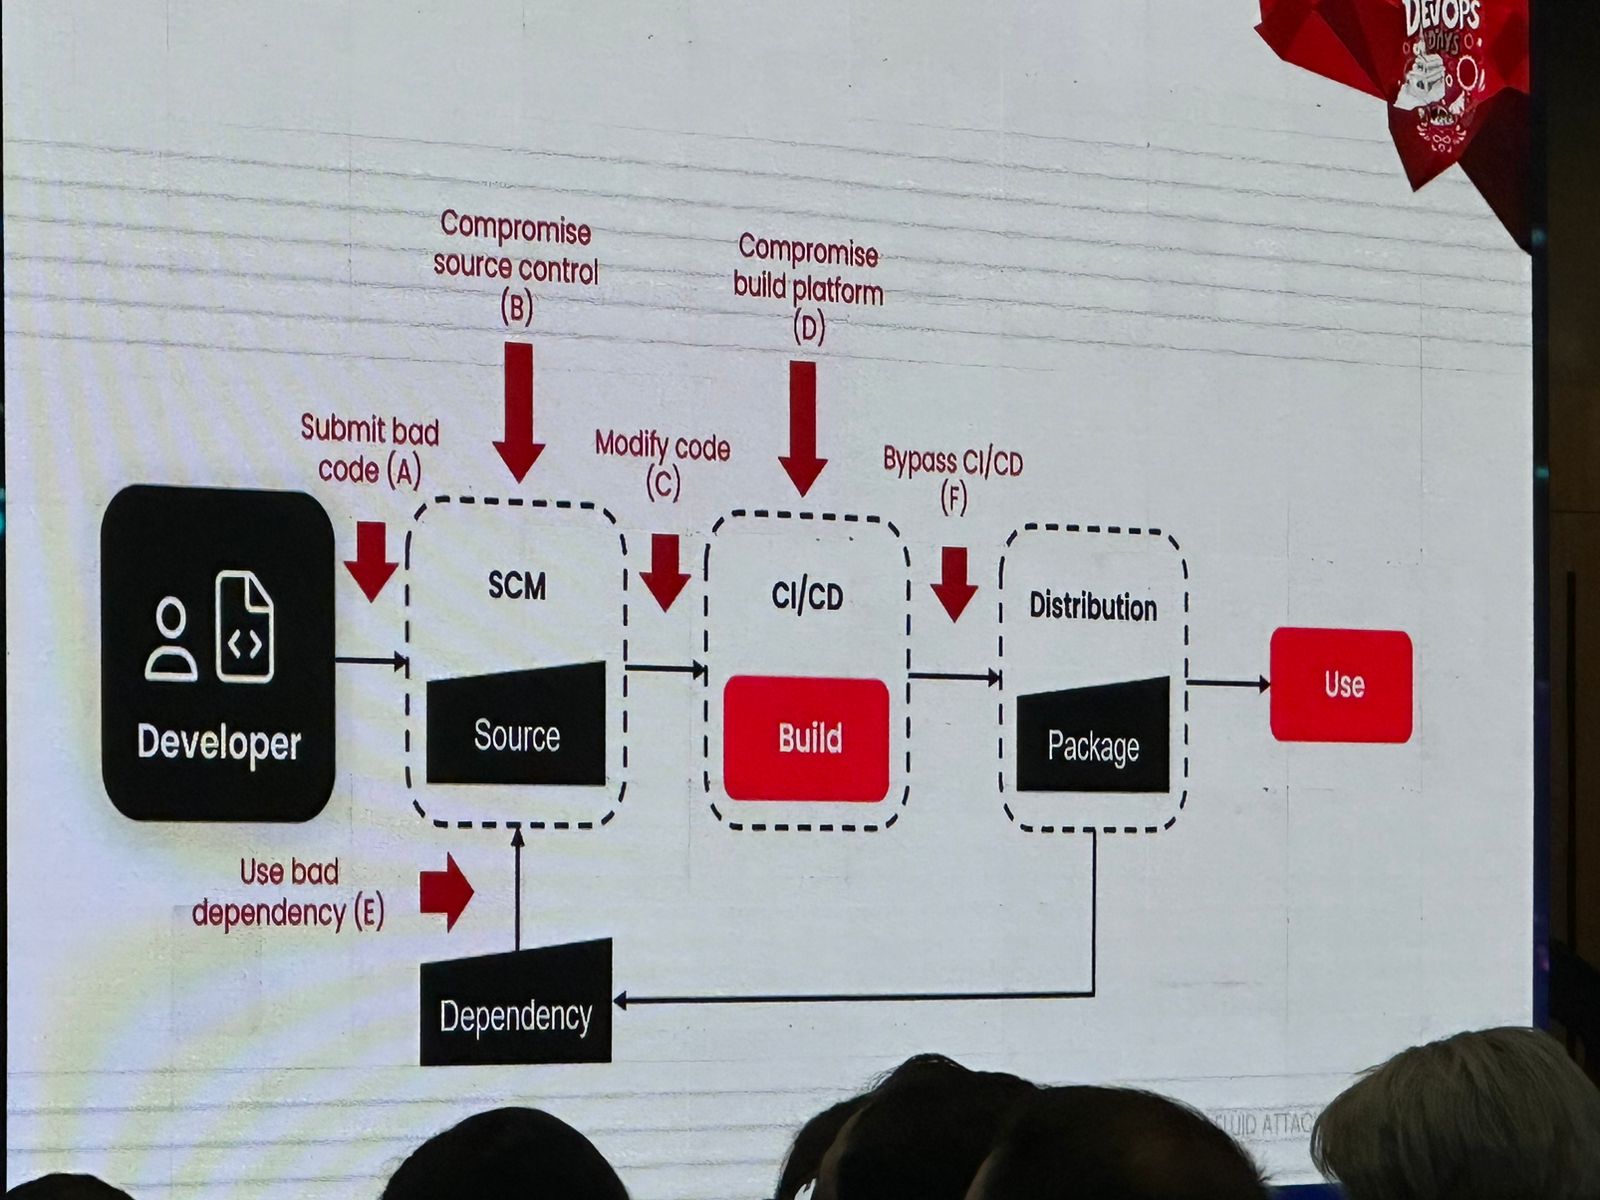 DEVOPS
DAYS
Compromise
source control
(B)
Compromise
build platform
(D)
Submit bad
code (A)
Modify code
(C)
Bypass CI/CD
(F)
SCM
CI/CD
Distribution
Developer
Source
Build
Package
Use
Use bad
dependency (E)
Dependency
FLUID ATTAC